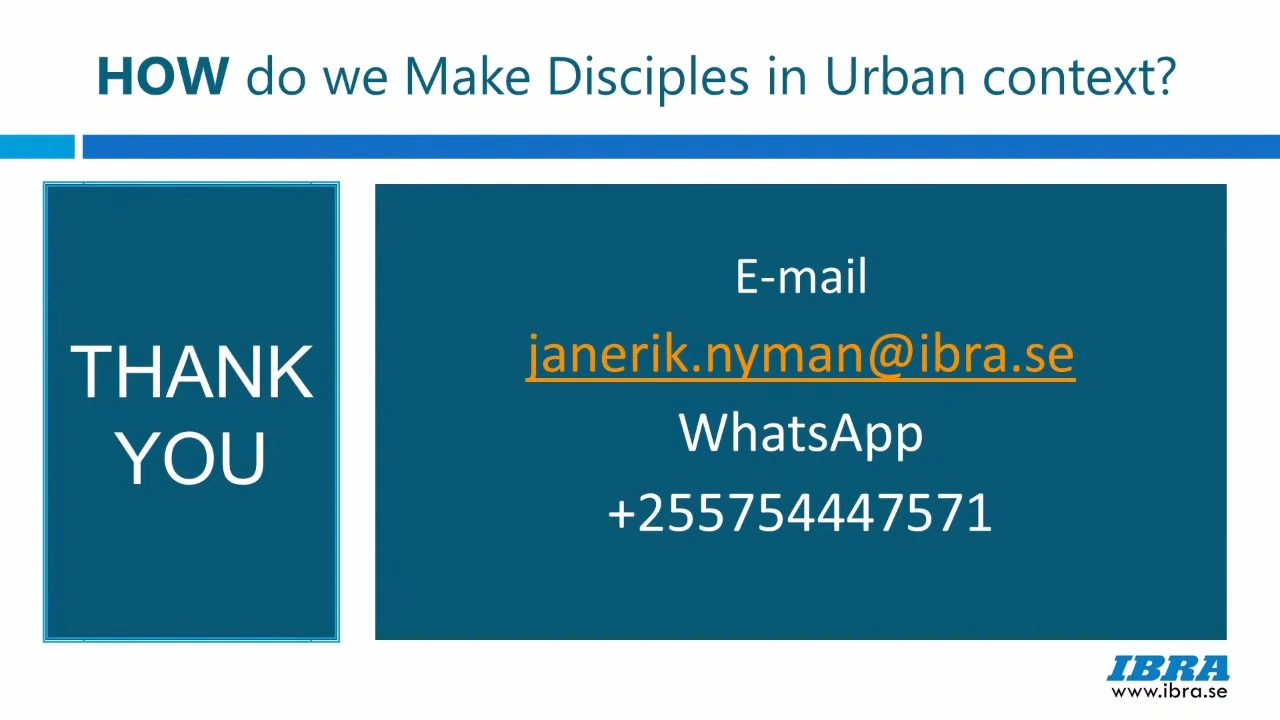 HOW do we Make Disciples in Urban context?
THANK
YOU
E-mail
janerik.nyman@ibra.se
WhatsApp
+255754447571
IBRA
www.ibra.se